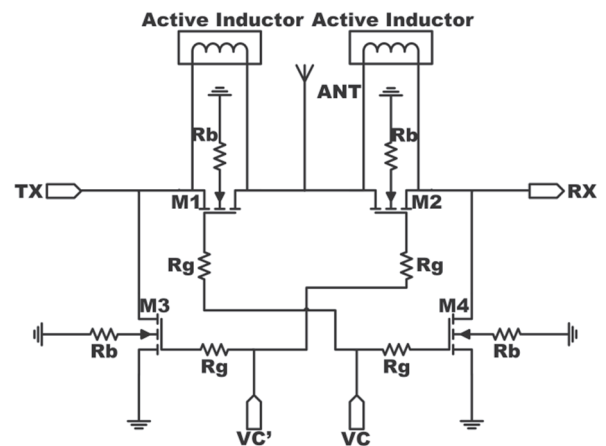 Active Inductor Active Inductor
ANT
Rb Rb
TX M1 M2 RX
Rg Rg
M3 M4
Rb Rg Rg Rb
VC' VC